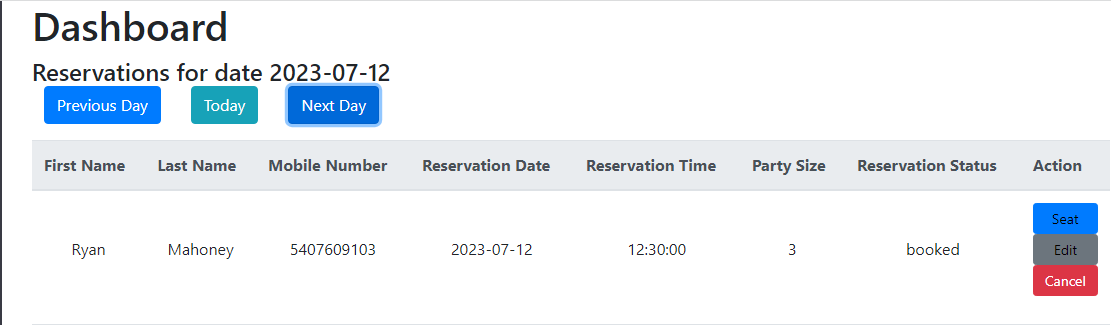 Dashboard
Reservations for date 2023-07-12
Previous Day Today Next Day
First Name Last Name Mobile Number Reservation Date Reservation Time Party Size Reservation Status Action
Ryan Mahoney 5407609103 2023-07-12 12:30:00 3 booked
Seat
Edit
Cancel